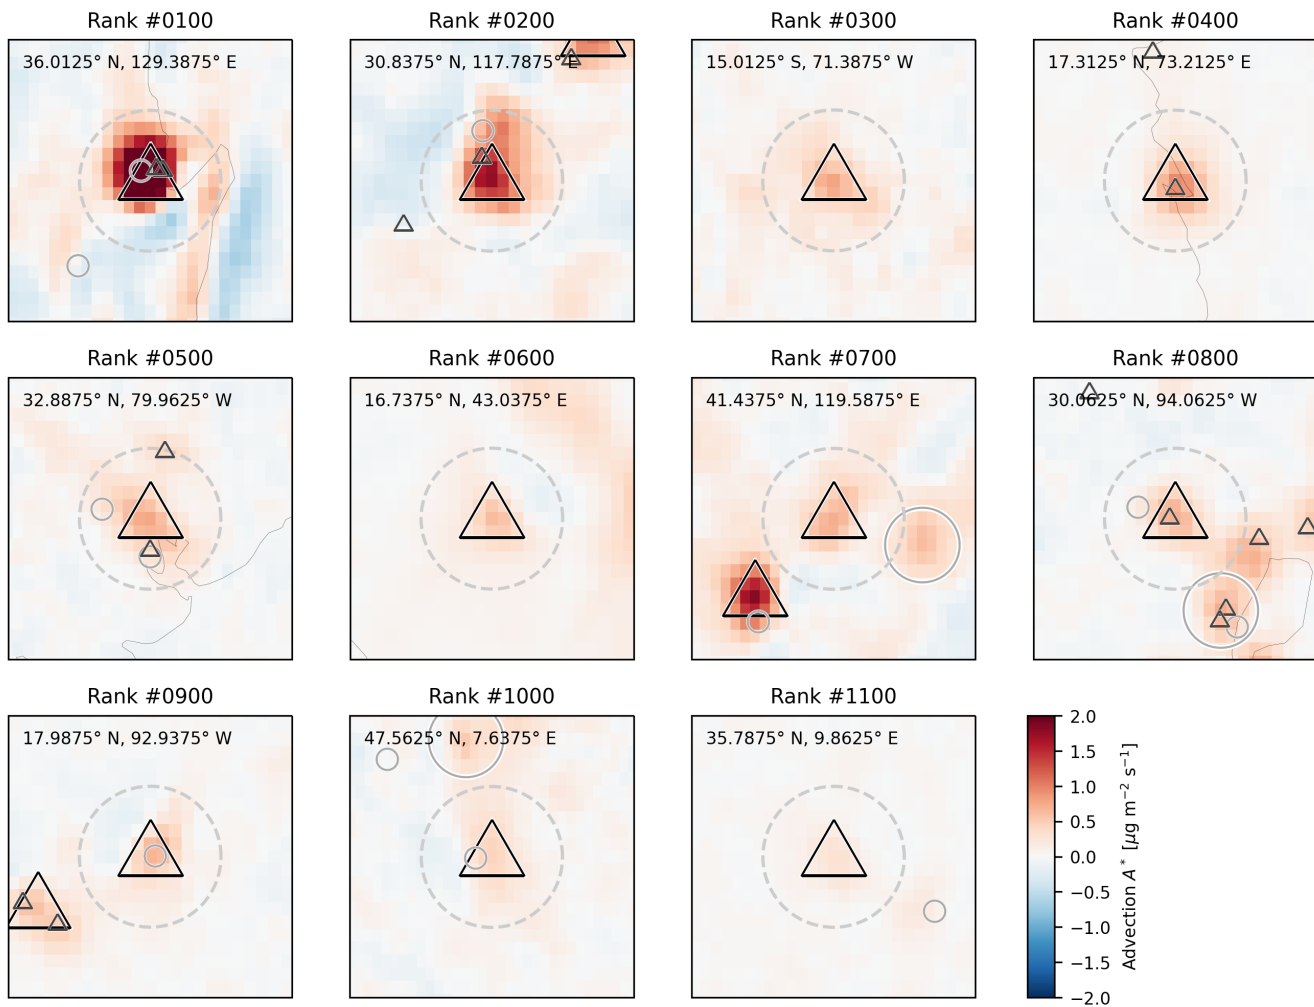 Rank #0100
Rank #0200
Rank #0300
Rank #0400
36.0125° N, 129.3875° E
30.8375° N, 117.7875° E
15.0125° S, 71.3875° W
17.3125° N, 73.2125° E
Rank #0500
Rank #0600
Rank #0700
Rank #0800
32.8875° N, 79.9625° W
16.7375° N, 43.0375° E
41.4375° N, 119.5875° E
30.0625° N, 94.0625° W
Rank #0900
Rank #1000
Rank #1100
17.9875° N, 92.9375° W
47.5625° N, 7.6375° E
35.7875° N, 9.8625° E
2.0
1.5
1.0
0.5
0.0
−0.5
−1.0
−1.5
−2.0
Advection A* [μg m⁻² s⁻¹]